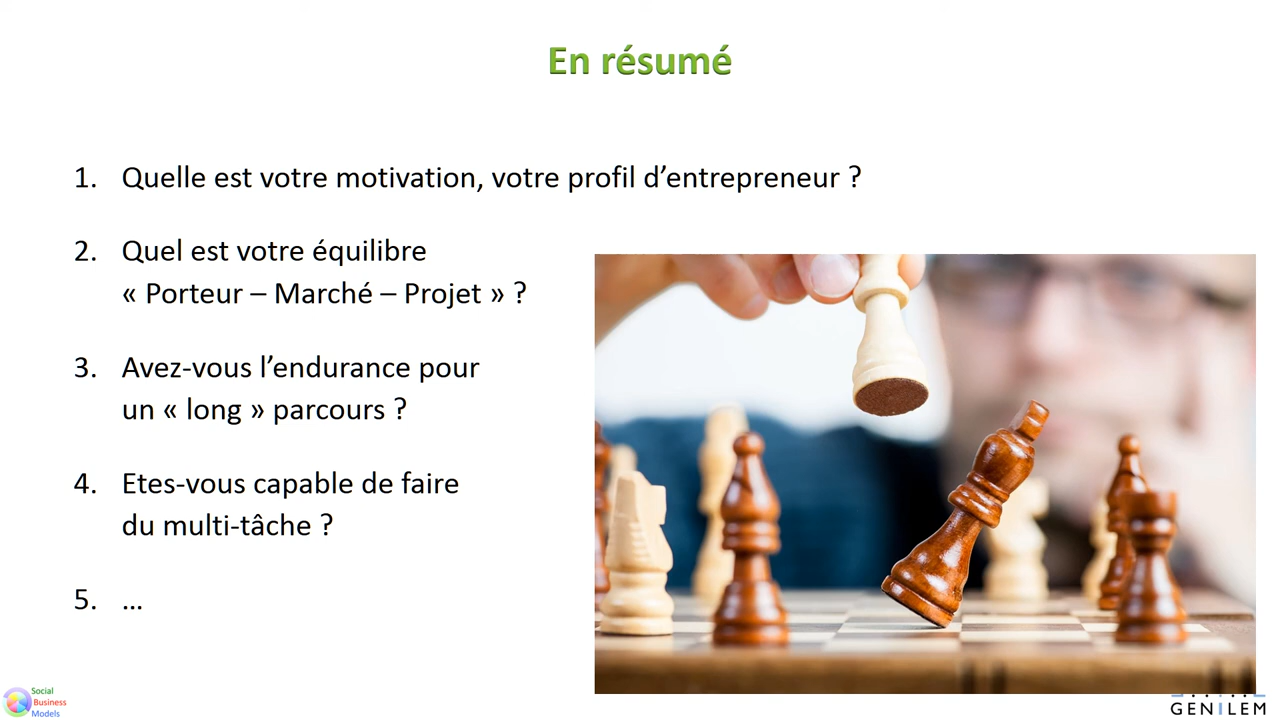 En résumé
1. Quelle est votre motivation, votre profil d’entrepreneur ?
2. Quel est votre équilibre
« Porteur – Marché – Projet » ?
3. Avez-vous l’endurance pour
un « long » parcours ?
4. Etes-vous capable de faire
du multi-tâche ?
5. …
Social
Business
Models
GENILEM